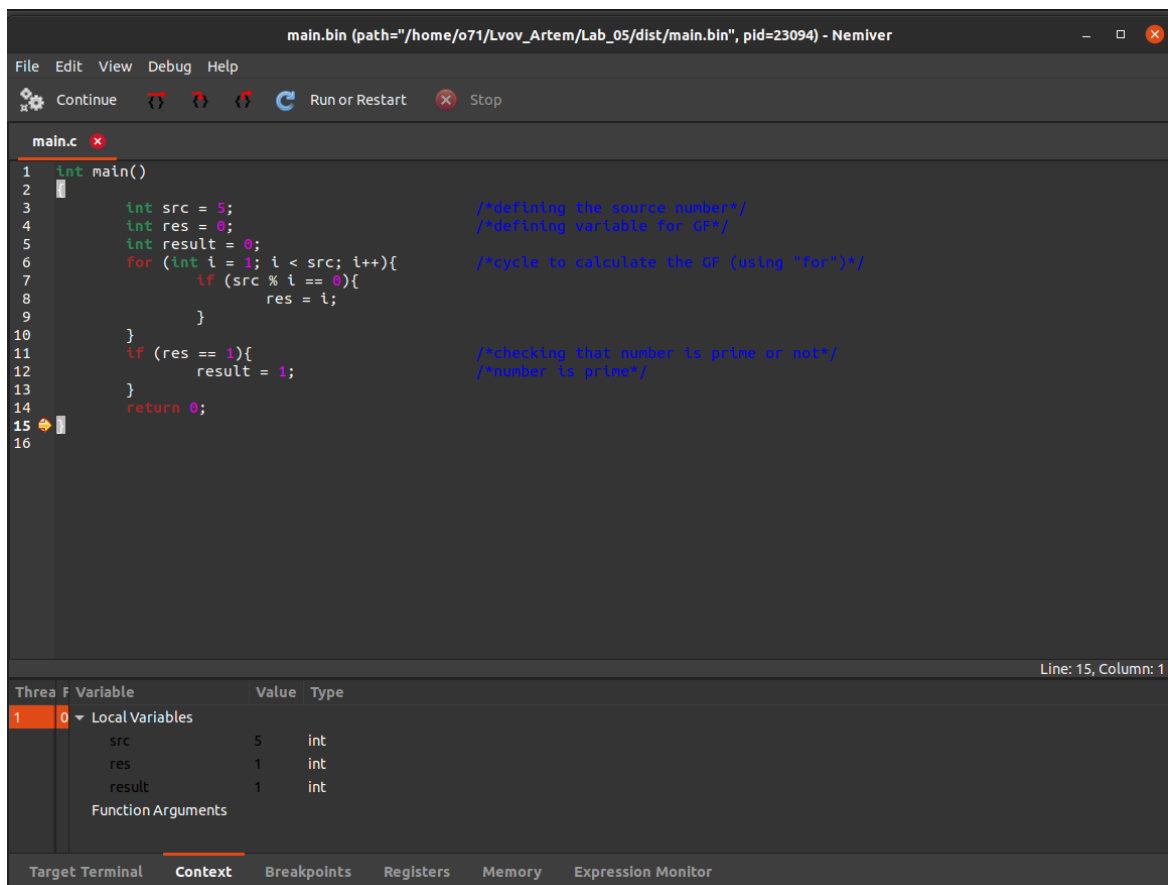 main.bin (path="/home/o71/Lvov_Artem/Lab_05/dist/main.bin", pid=23094) - Nemiver
File Edit View Debug Help
Continue Run or Restart Stop
main.c
1 int main()
2 {
3 int src = 5; /*defining the source number*/
4 int res = 0; /*defining variable for GF*/
5 int result = 0;
6 for (int i = 1; i < src; i++){ /*cycle to calculate the GF (using "for")*/
7 if (src % i == 0){
8 res = i;
9 }
10 }
11 if (res == 1){ /*checking that number is prime or not*/
12 result = 1; /*number is prime*/
13 }
14 return 0;
15 }
16
Line: 15, Column: 1
Threa F Variable Value Type
1 0 Local Variables
src 5 int
res 1 int
result 1 int
Function Arguments
Target Terminal Context Breakpoints Registers Memory Expression Monitor